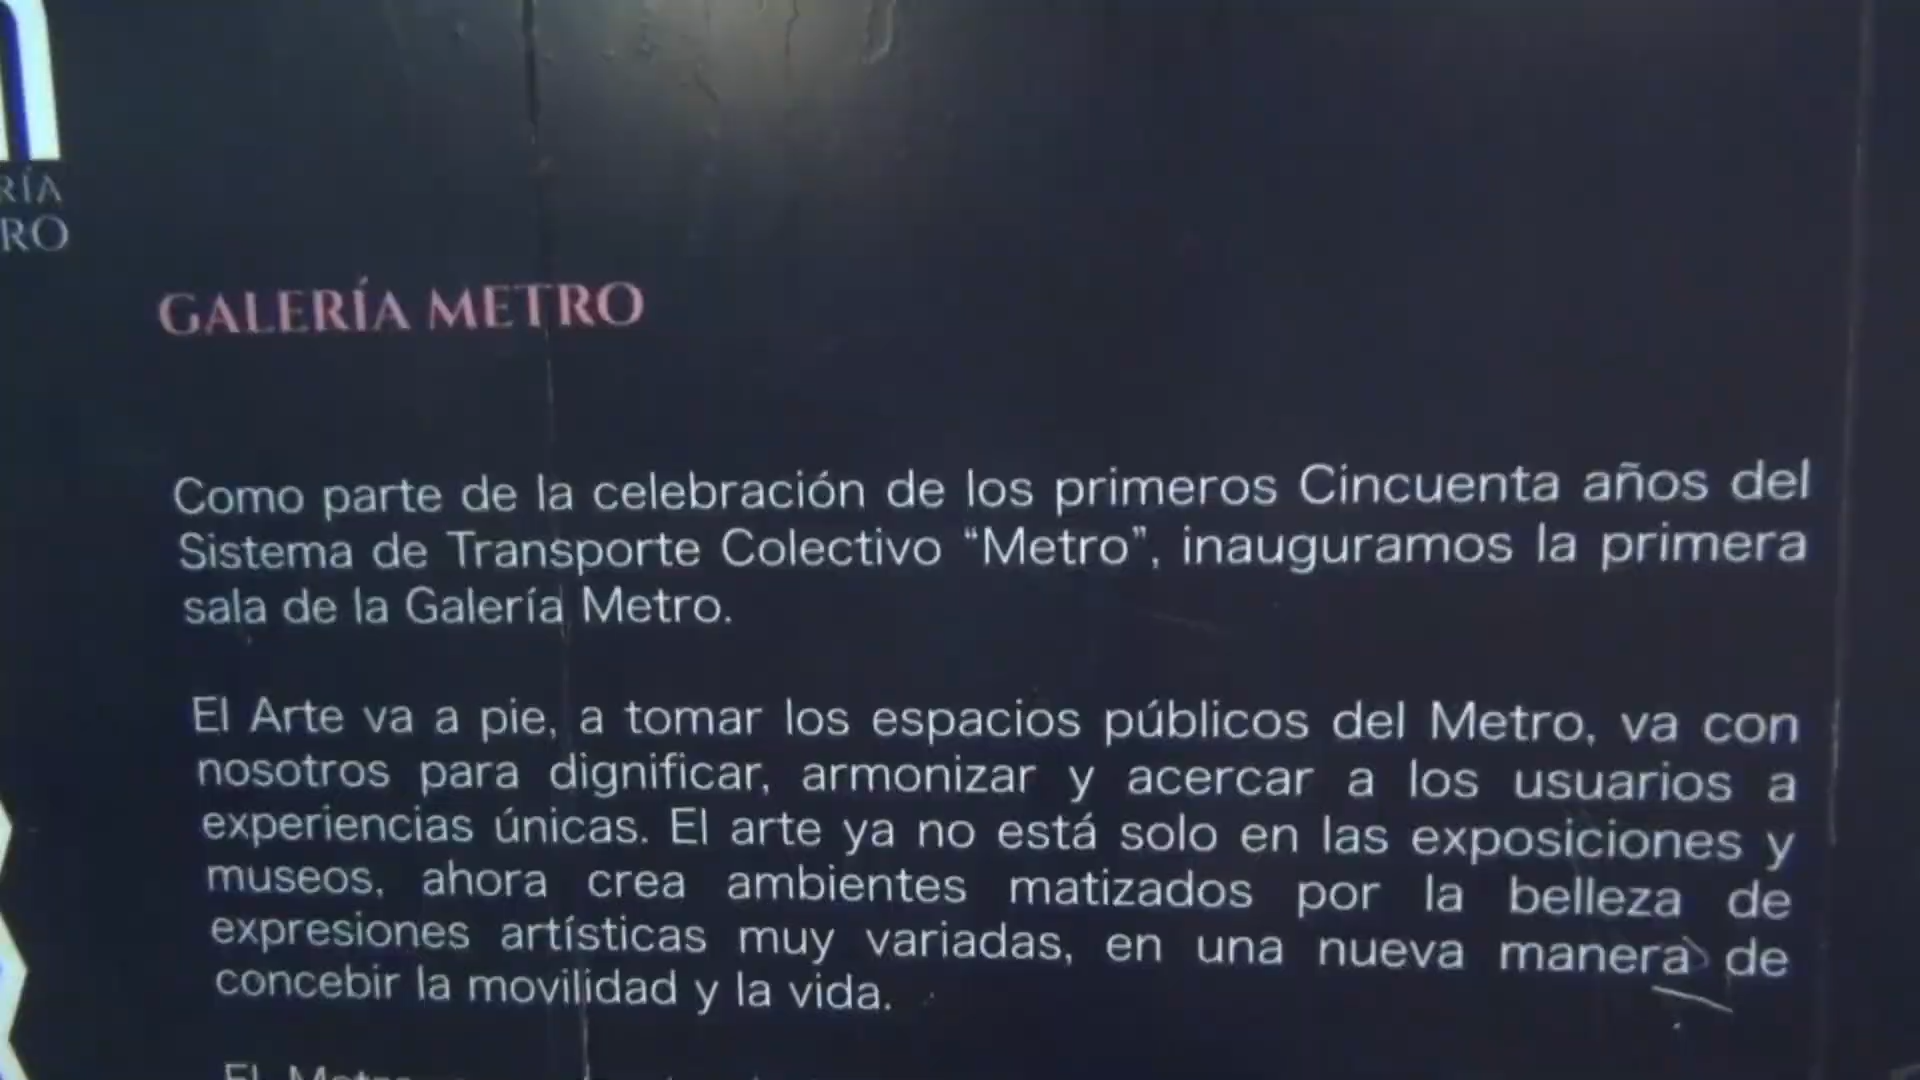 RÍA
RO
GALERÍA METRO
Como parte de la celebración de los primeros Cincuenta años del
Sistema de Transporte Colectivo “Metro”, inauguramos la primera
sala de la Galería Metro.
El Arte va a pie, a tomar los espacios públicos del Metro, va con
nosotros para dignificar, armonizar y acercar a los usuarios a
experiencias únicas. El arte ya no está solo en las exposiciones y
museos, ahora crea ambientes matizados por la belleza de
expresiones artísticas muy variadas, en una nueva manera de
concebir la movilidad y la vida.
El Metro